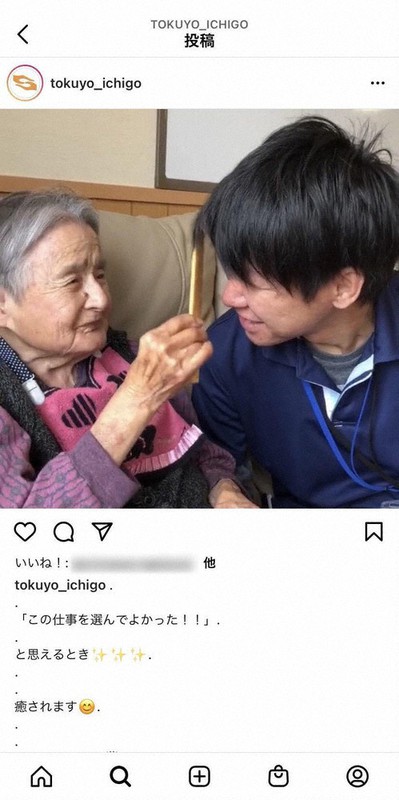 TOKUYO_ICHIGO
投稿
tokuyo_ichigo
いいね！: 他
tokuyo_ichigo .
.
「この仕事を選んでよかった！！」.
.
と思えるとき✨✨✨.
.
.
癒されます😊.
.
.